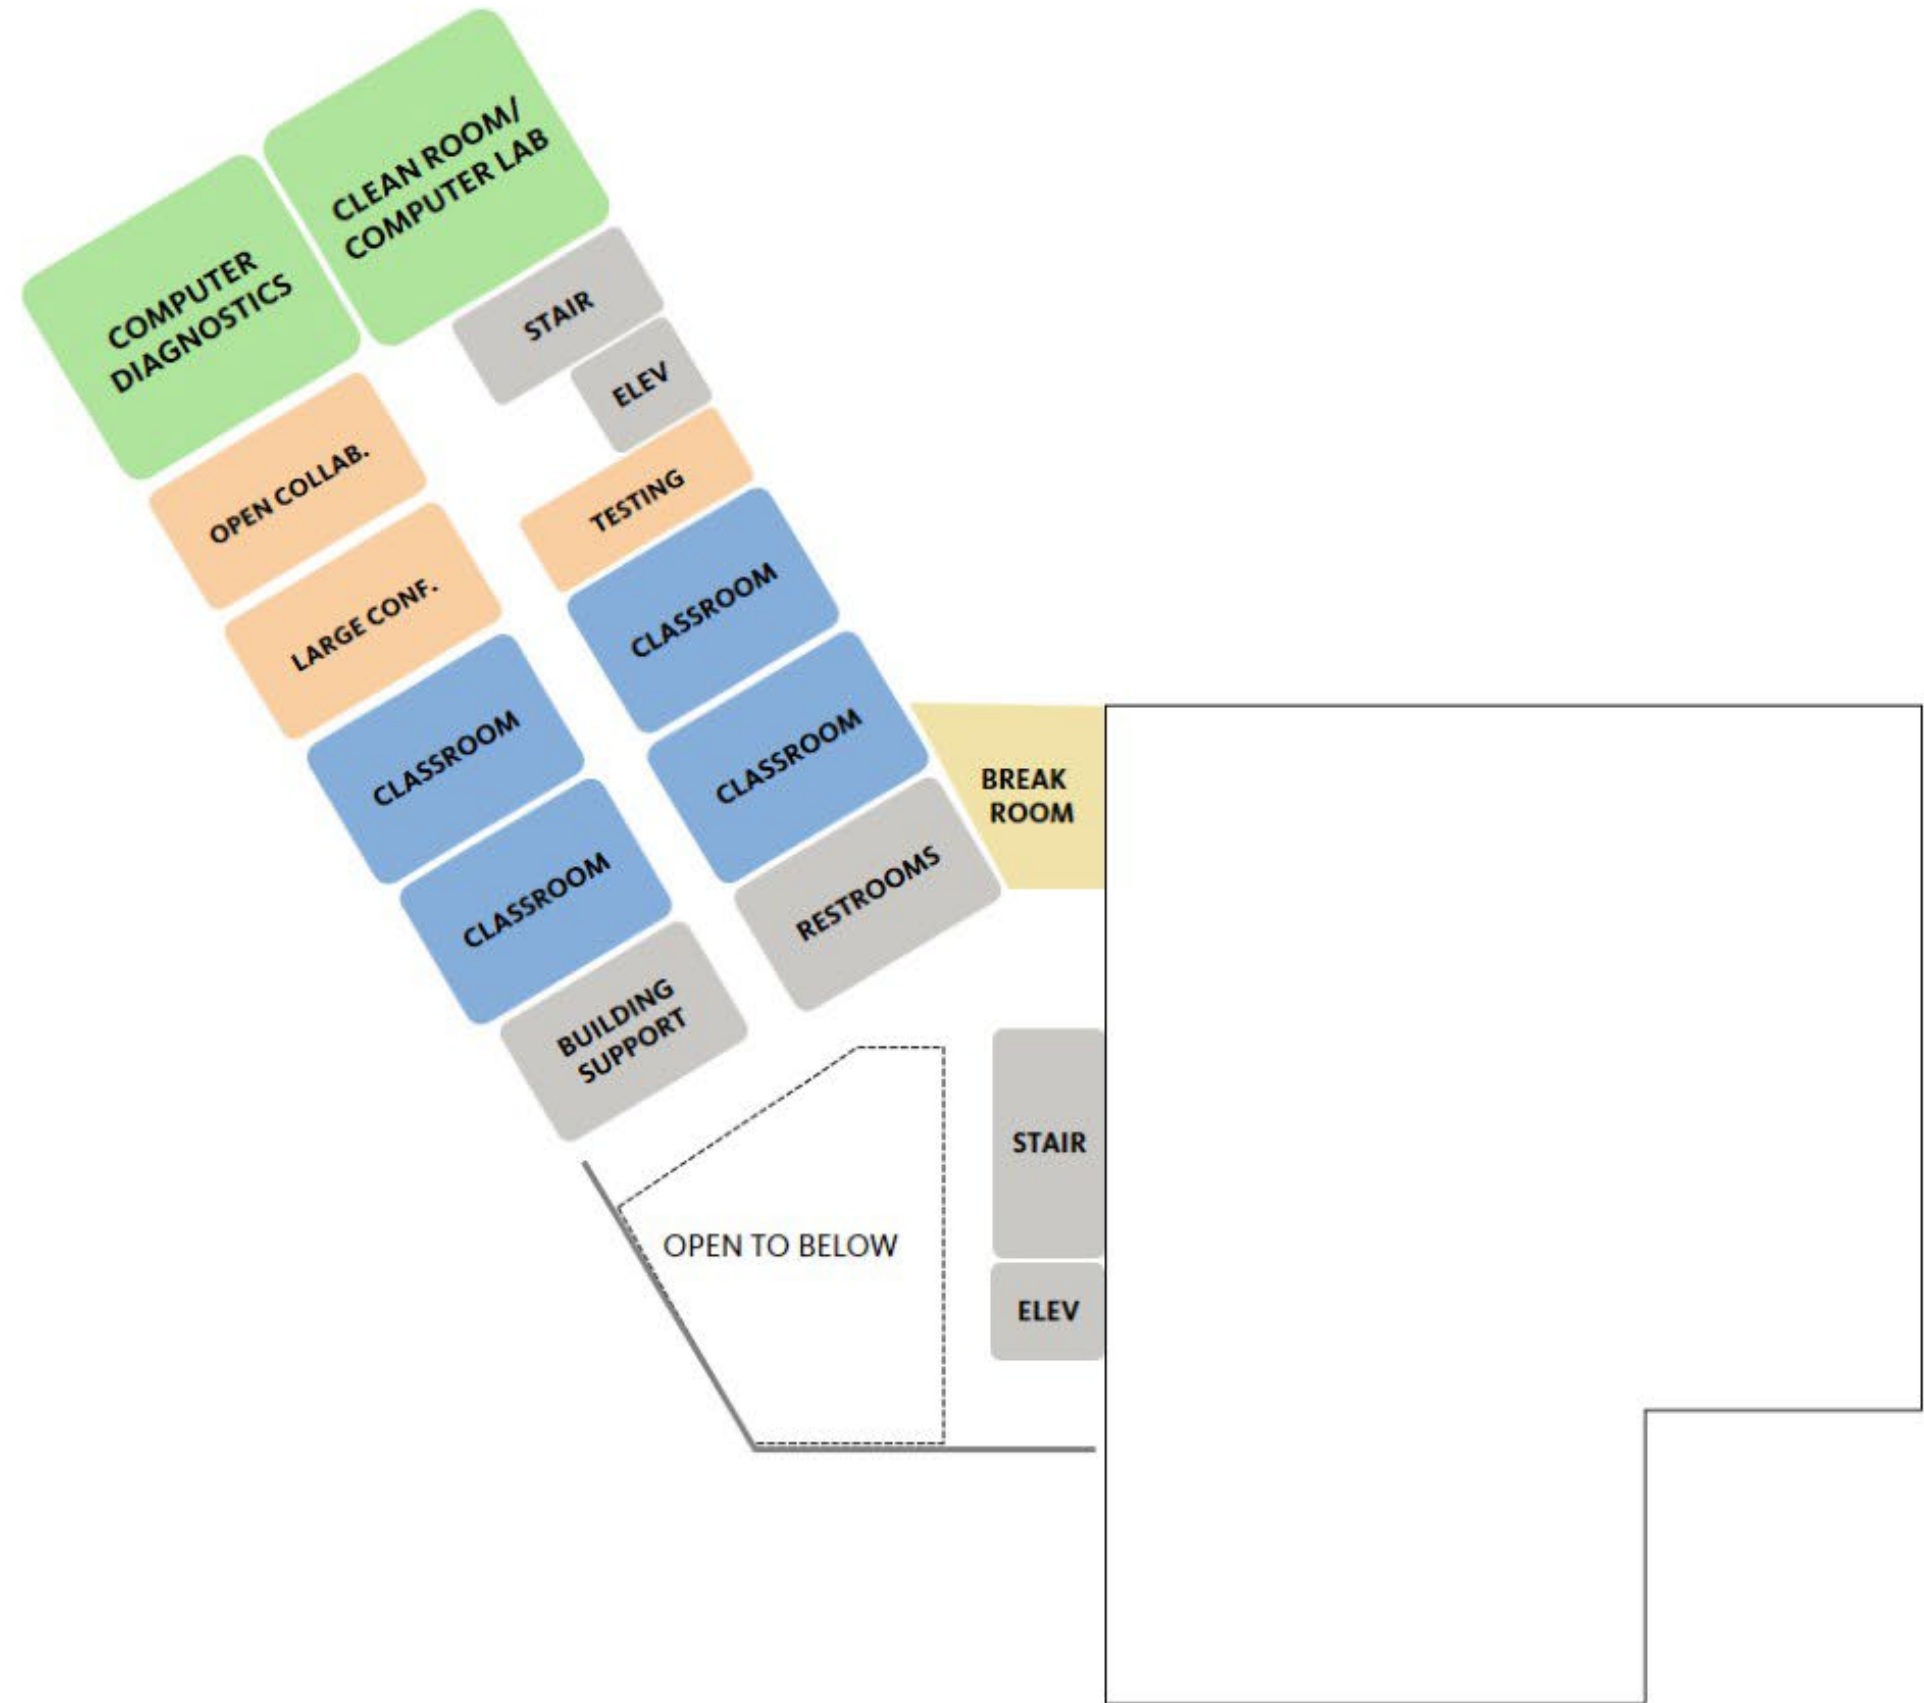 CLEAN ROOM/
COMPUTER LAB
COMPUTER
DIAGNOSTICS
STAIR
ELEV
OPEN COLLAB.
TESTING
LARGE CONF.
CLASSROOM
CLASSROOM
CLASSROOM
CLASSROOM
BREAK
ROOM
RESTROOMS
BUILDING
SUPPORT
STAIR
OPEN TO BELOW
ELEV